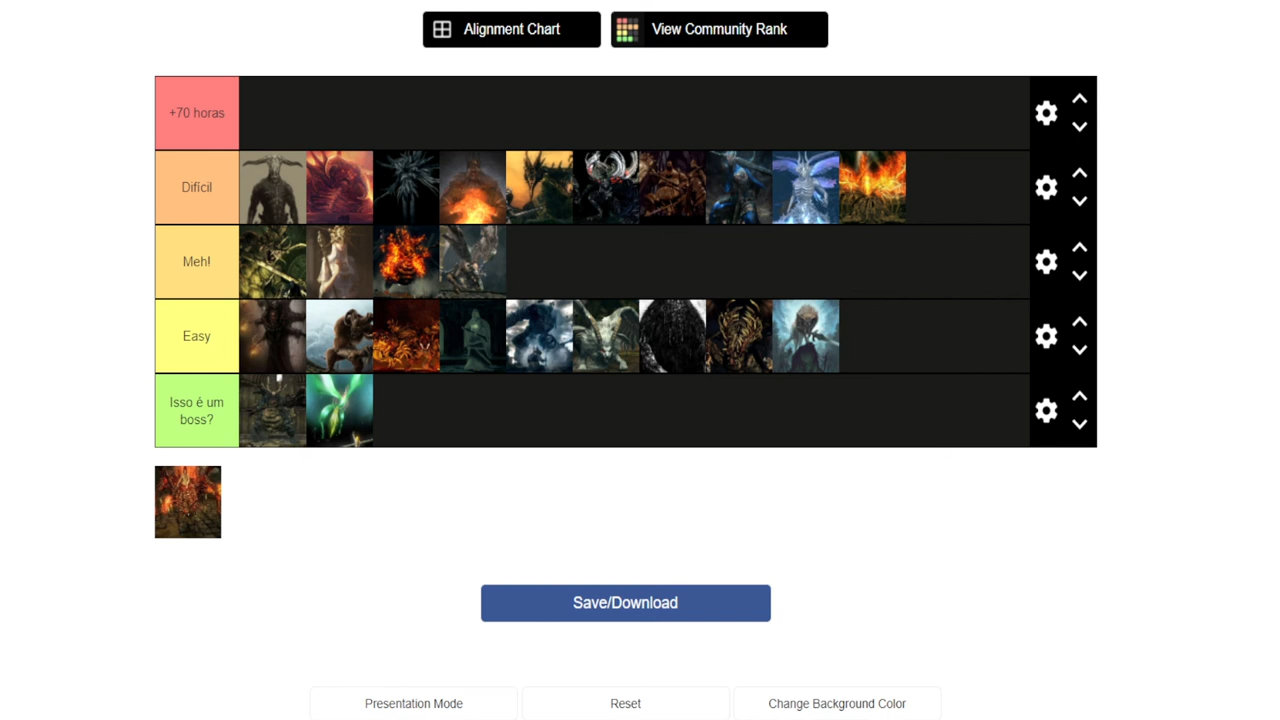 Alignment Chart
View Community Rank
+70 horas
Difícil
Meh!
Easy
Isso é um
boss?
Save/Download
Presentation Mode
Reset
Change Background Color